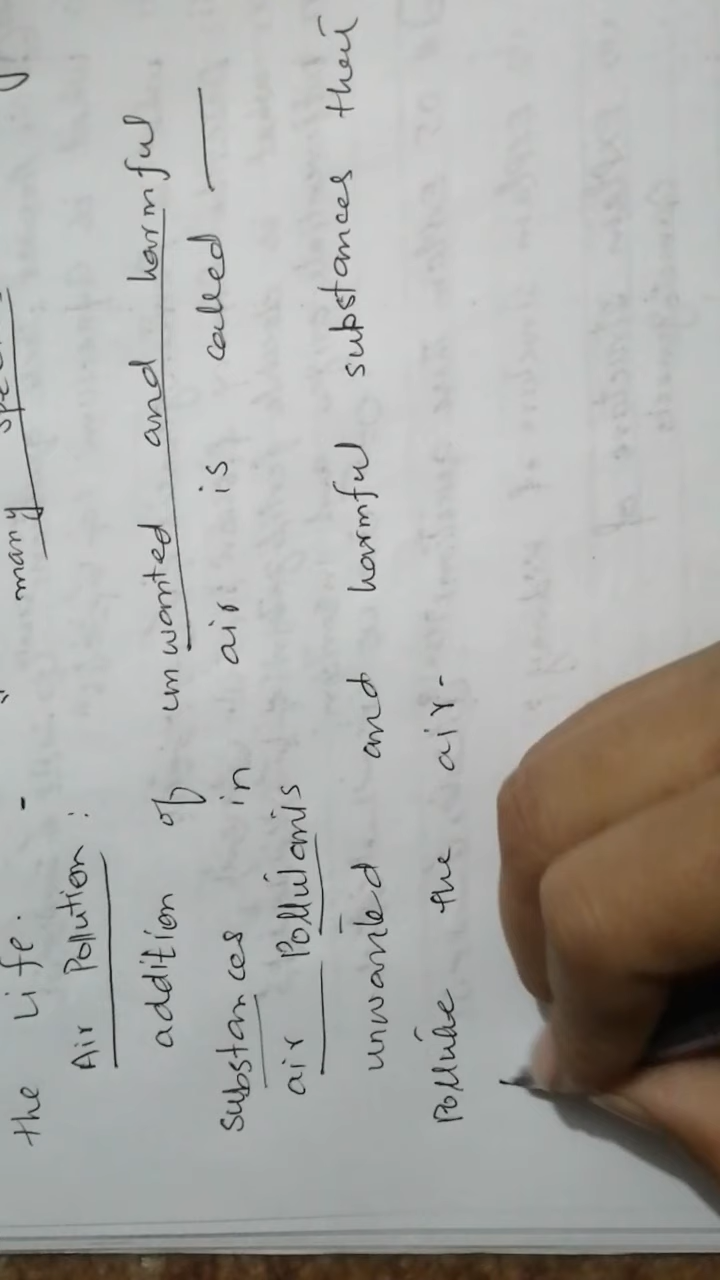 many
the Life. -
Air Pollution :
addition of unwanted and harmful
substances in air is called —
air Pollutants
unwanted and harmful substances that
Pollute the air-